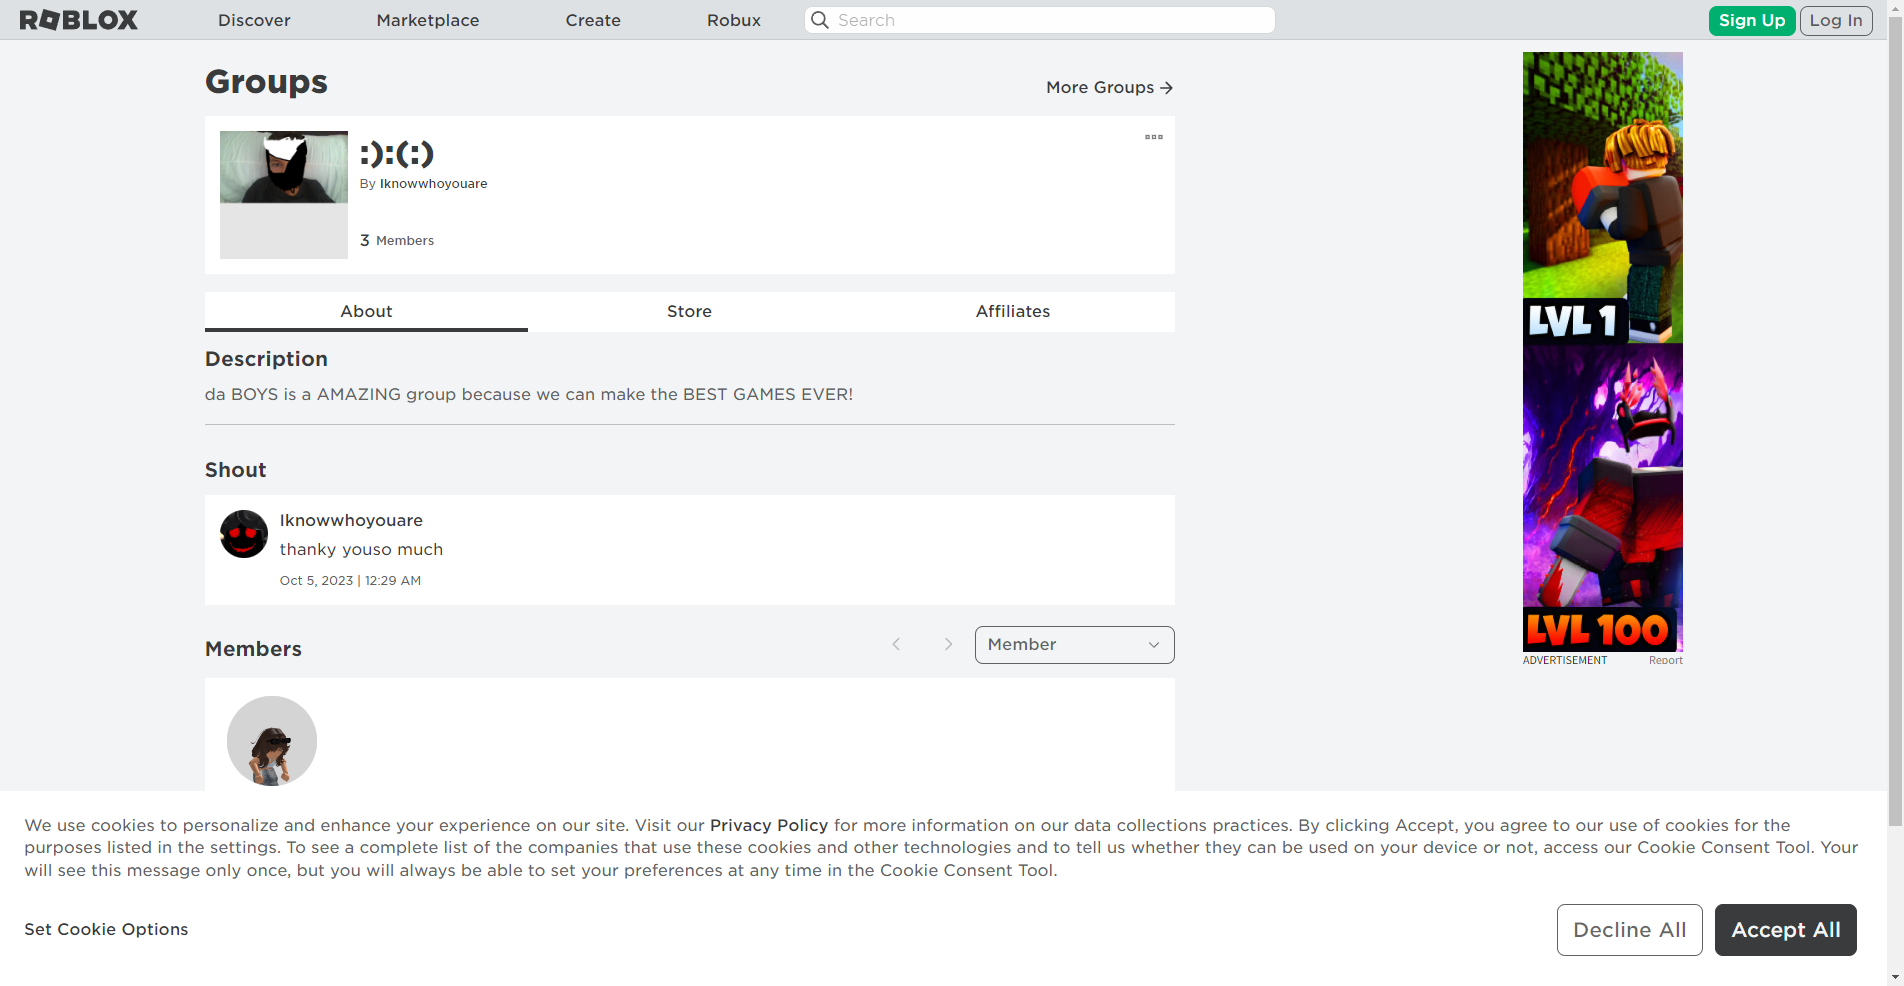 ROBLOX
Discover
Marketplace
Create
Robux
Search
Sign Up
Log In
Groups
More Groups
:):(:)
By Iknowwhoyouare
3 Members
About
Store
Affiliates
Description
da BOYS is a AMAZING group because we can make the BEST GAMES EVER!
Shout
Iknowwhoyouare
thanky youso much
Oct 5, 2023 | 12:29 AM
Members
Member
LVL 1
LVL 100
ADVERTISEMENT
Report
We use cookies to personalize and enhance your experience on our site. Visit our Privacy Policy for more information on our data collections practices. By clicking Accept, you agree to our use of cookies for the
purposes listed in the settings. To see a complete list of the companies that use these cookies and other technologies and to tell us whether they can be used on your device or not, access our Cookie Consent Tool. Your
will see this message only once, but you will always be able to set your preferences at any time in the Cookie Consent Tool.
Set Cookie Options
Decline All
Accept All